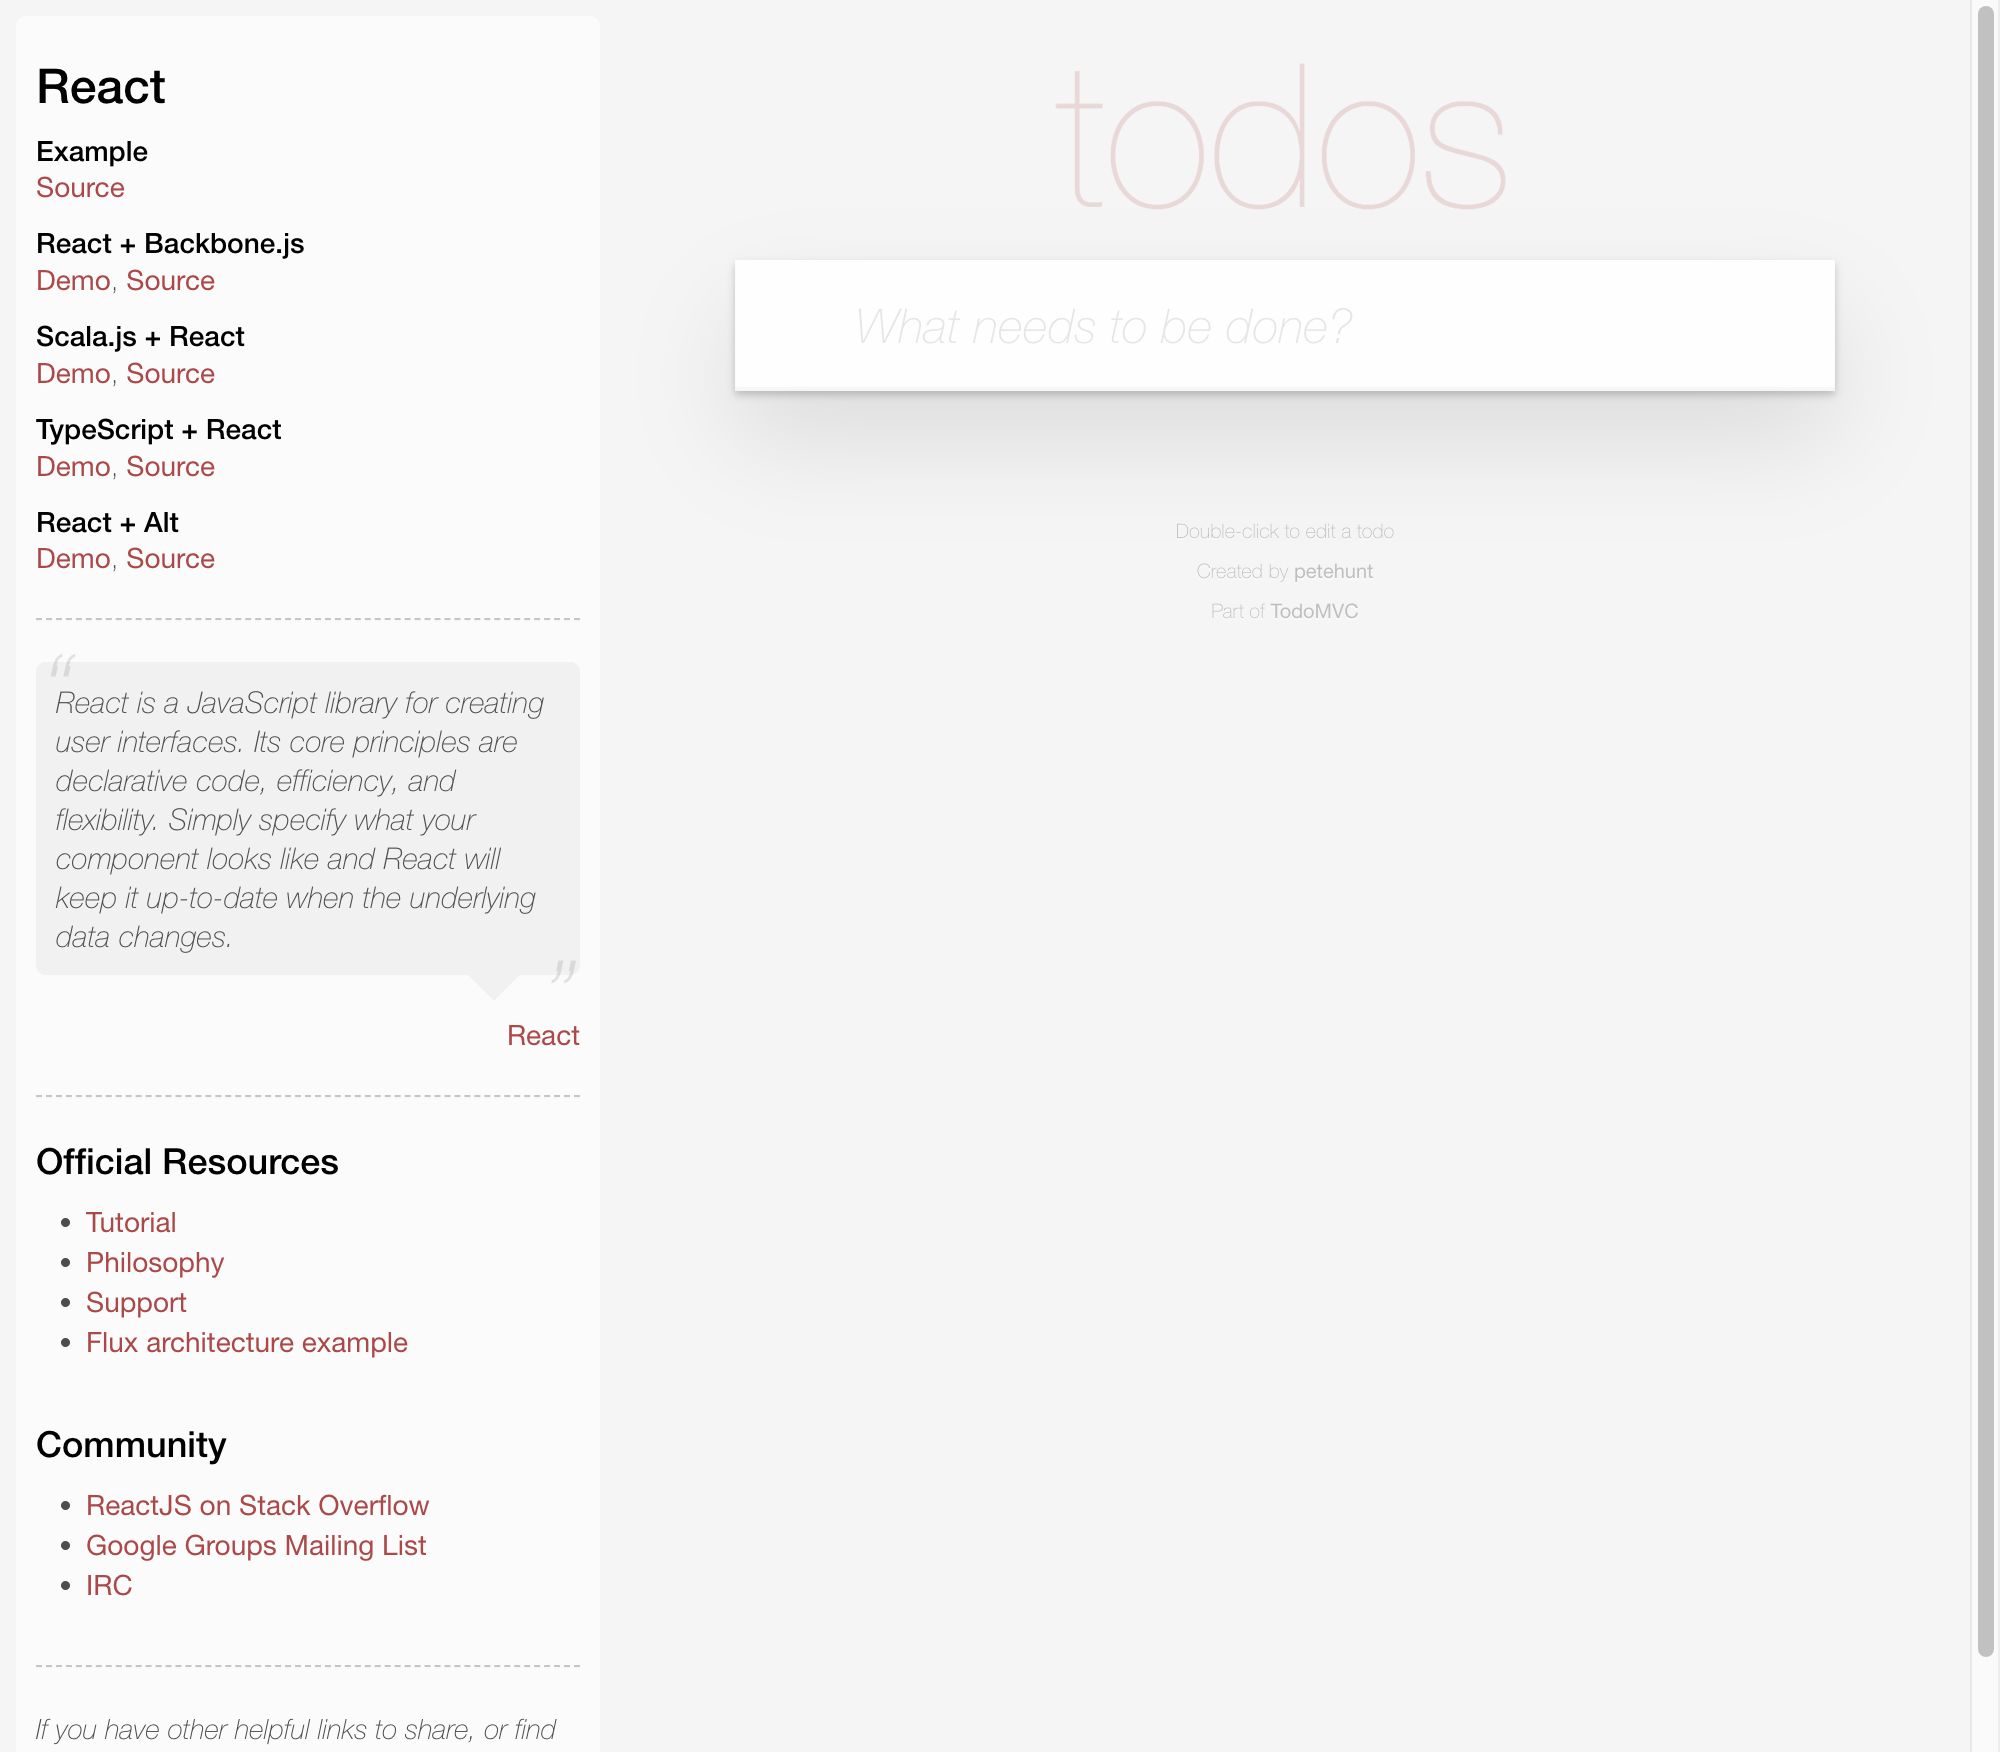 React
Example
Source
React + Backbone.js
Demo, Source
Scala.js + React
Demo, Source
TypeScript + React
Demo, Source
React + Alt
Demo, Source
“
React is a JavaScript library for creating
user interfaces. Its core principles are
declarative code, efficiency, and
flexibility. Simply specify what your
component looks like and React will
keep it up-to-date when the underlying
data changes.
”
React
Official Resources
• Tutorial
• Philosophy
• Support
• Flux architecture example
Community
• ReactJS on Stack Overflow
• Google Groups Mailing List
• IRC
If you have other helpful links to share, or find
todos
What needs to be done?
Double-click to edit a todo
Created by petehunt
Part of TodoMVC